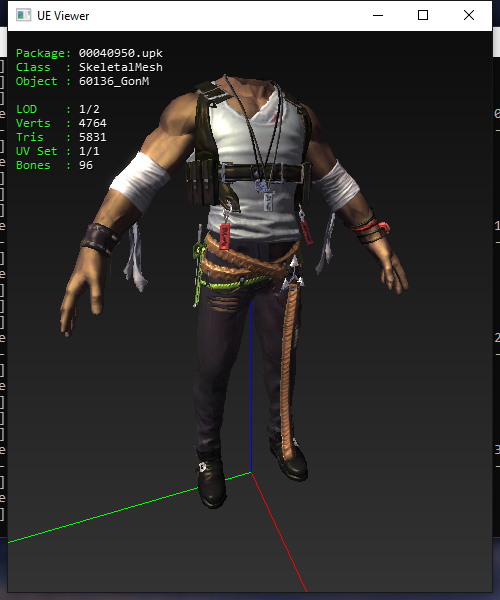 UE Viewer
Package: 00040950.upk
Class : SkeletalMesh
Object : 60136_GonM
LOD : 1/2
Verts : 4764
Tris : 5831
UV Set : 1/1
Bones : 96